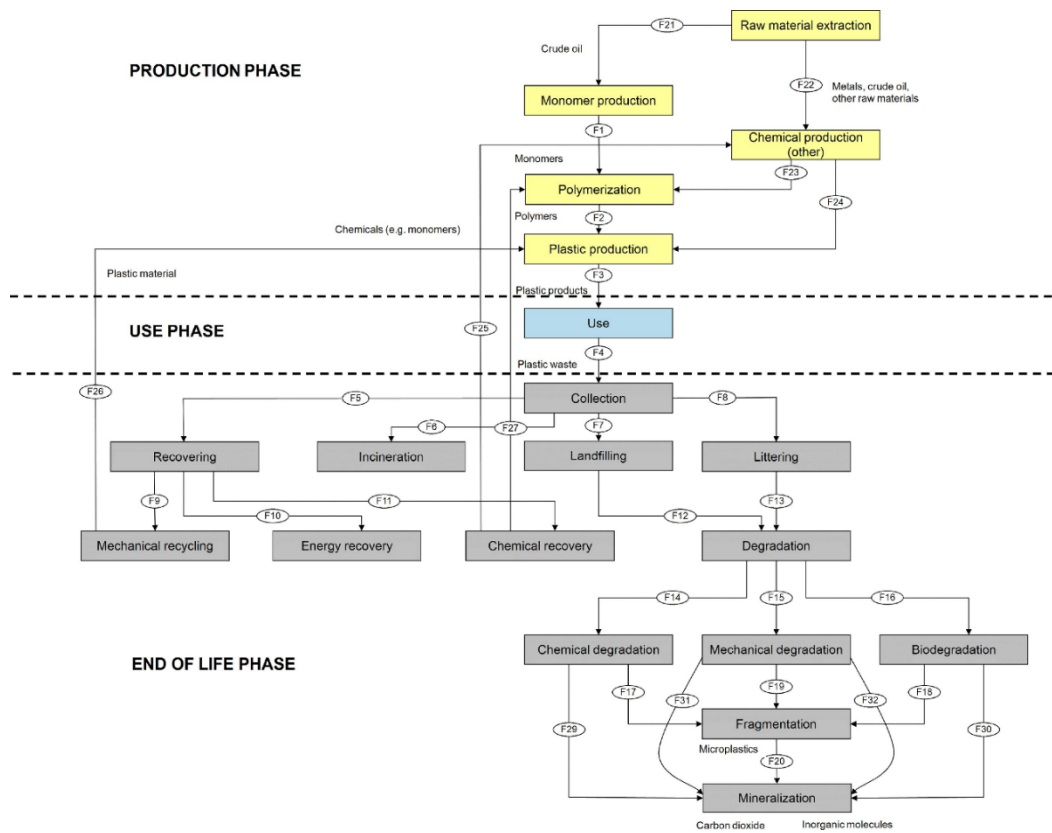 F21
Raw material extraction
Crude oil
PRODUCTION PHASE
F22
Metals, crude oil,
other raw materials
Monomer production
F1
Chemical production
(other)
Monomers
F23
Polymerization
F24
F2
Polymers
Chemicals (e.g. monomers)
Plastic production
Plastic material
F3
Plastic products
USE PHASE
F25
Use
F4
Plastic waste
F26
Collection
F5
F8
F6
F27
F7
Recovering
Incineration
Landfilling
Littering
F9
F11
F13
F10
F12
Mechanical recycling
Energy recovery
Chemical recovery
Degradation
F14
F15
F16
END OF LIFE PHASE
Chemical degradation
Mechanical degradation
Biodegradation
F17
F31
F19
F32
F18
Fragmentation
F29
F30
Microplastics
F20
Mineralization
Carbon dioxide
Inorganic molecules